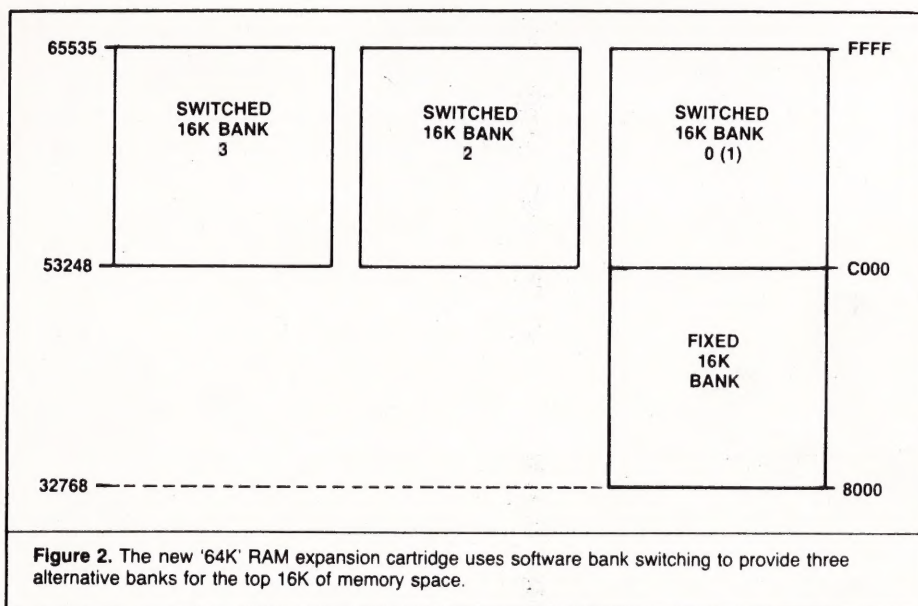 65535
FFFF
SWITCHED
16K BANK
3
SWITCHED
16K BANK
2
SWITCHED
16K BANK
0 (1)
53248
C000
FIXED
16K
BANK
32768
8000
Figure 2. The new '64K' RAM expansion cartridge uses software bank switching to provide three
alternative banks for the top 16K of memory space.